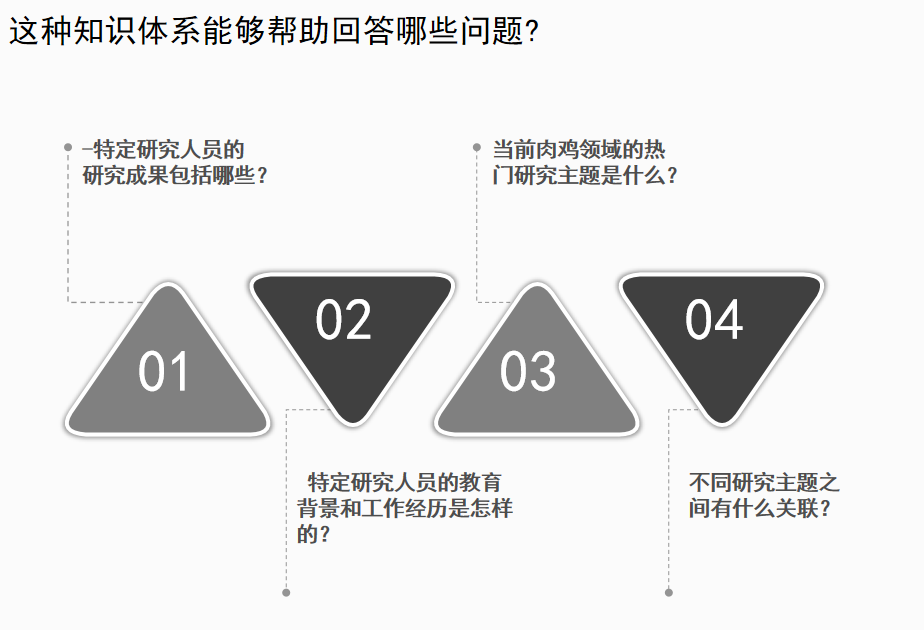 这种知识体系能够帮助回答哪些问题?
–特定研究人员的
研究成果包括哪些?
当前肉鸡领域的热
门研究主题是什么?
01
02
03
04
特定研究人员的教育
背景和工作经历是怎样
的?
不同研究主题之
间有什么关联?